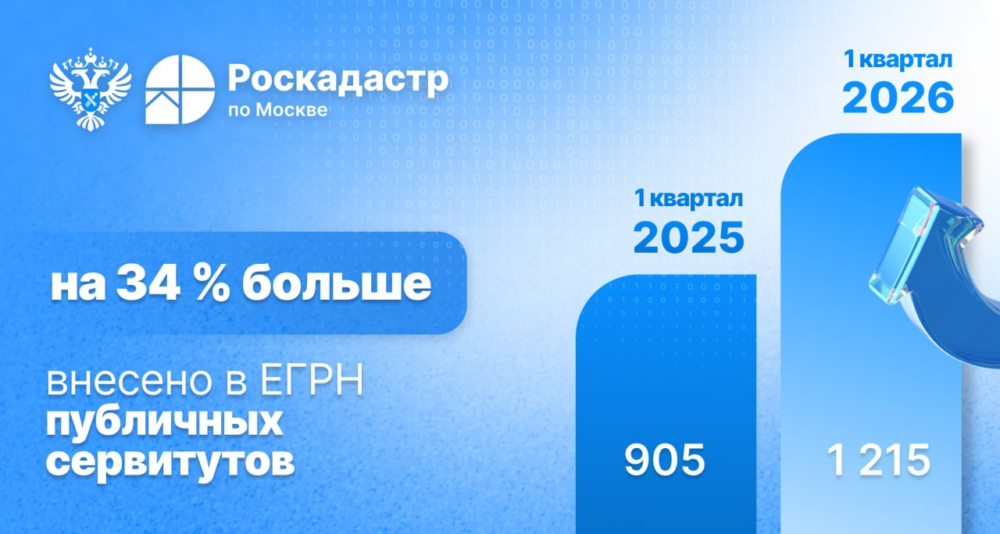 Роскадастр
по Москве
на 34 % больше
внесено в ЕГРН
публичных
сервитутов
1 квартал
2025
905
1 квартал
2026
1 215